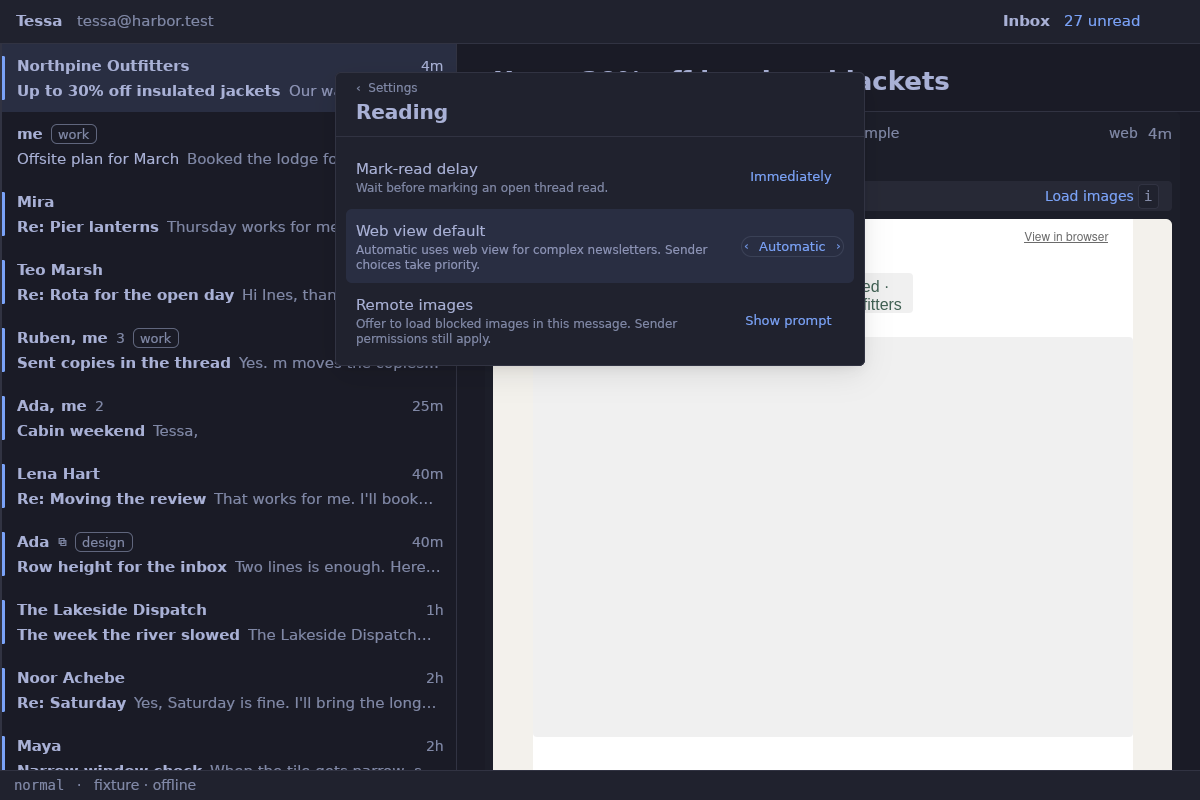 Tessa tessa@harbor.test
Inbox 27 unread
Northpine Outfitters 4m
Up to 30% off insulated jackets Our
me work
Offsite plan for March Booked the lodge
Mira
Re: Pier lanterns Thursday works for me
Teo Marsh
Re: Rota for the open day Hi Ines,
Ruben, me 3 work
Sent copies in the thread Yes. m moves the copies…
Ada, me 2 25m
Cabin weekend Tessa,
Lena Hart 40m
Re: Moving the review That works for me. I'll book…
Ada design 40m
Row height for the inbox Two lines is enough. Here…
The Lakeside Dispatch 1h
The week the river slowed The Lakeside Dispatch…
Noor Achebe 2h
Re: Saturday Yes, Saturday is fine. I'll bring the long…
Maya 2h
Narrow window check When the tile gets narrow,
‹ Settings
Reading
Mark-read delay
Wait before marking an open thread read.
Immediately
Web view default
Automatic uses web view for complex newsletters. Sender
choices take priority.
‹ Automatic ›
Remote images
Offer to load blocked images in this message. Sender
permissions still apply.
Show prompt
jackets
web 4m
Load images i
View in browser
normal · fixture · offline